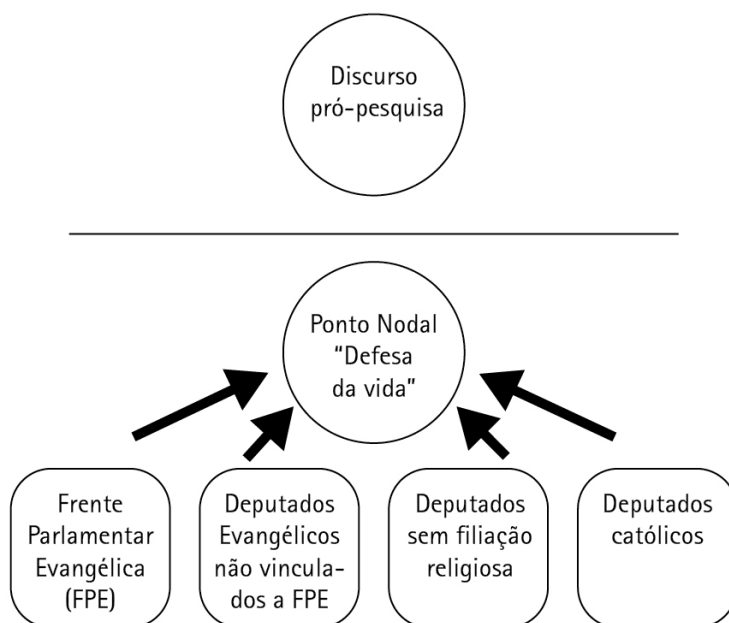 Discurso
pró-pesquisa
Ponto Nodal
"Defesa
da vida"
Frente
Parlamentar
Evangélica
(FPE)
Deputados
Evangélicos
não vincula-
dos a FPE
Deputados
sem filiação
religiosa
Deputados
católicos